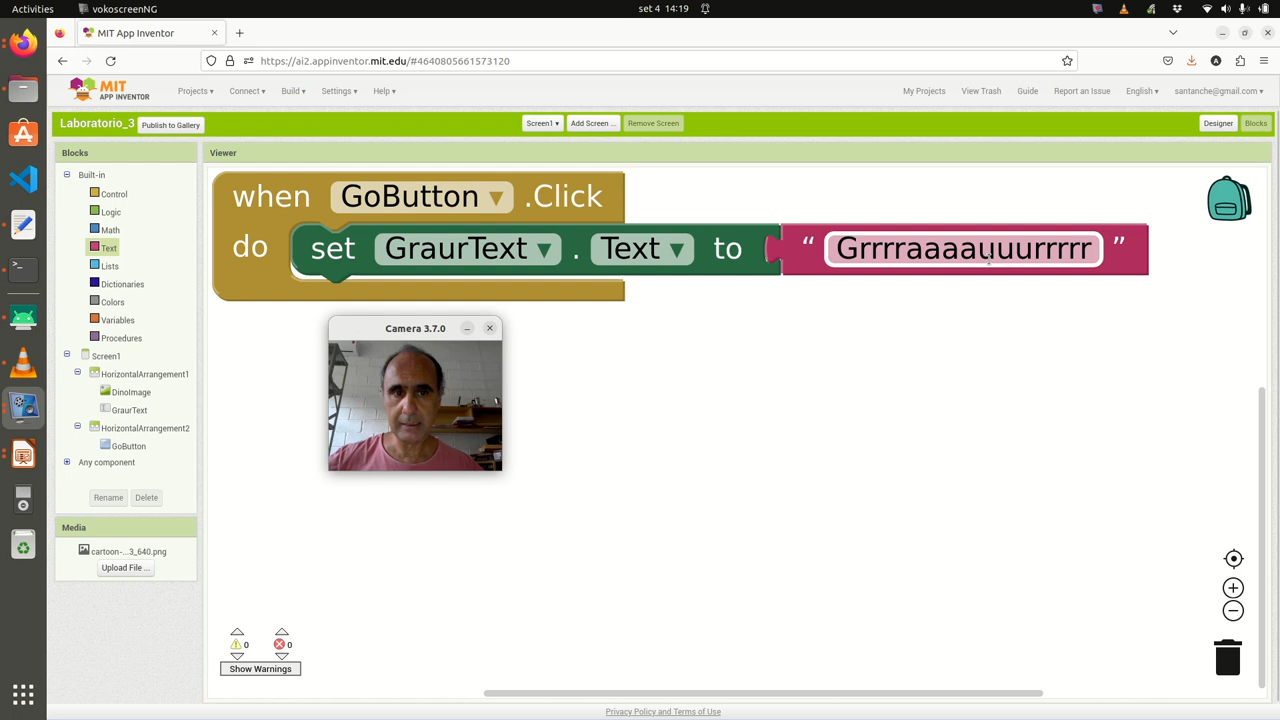 Activities
vokoscreenNG
set 4 14:19
MIT App Inventor
https://ai2.appinventor.mit.edu/#4640805661573120
MIT
APP INVENTOR
Projects ▾ Connect ▾ Build ▾ Settings ▾ Help ▾
My Projects View Trash Guide Report an Issue English ▾ santanche@gmail.com ▾
Laboratorio_3
Publish to Gallery
Screen1 ▾ Add Screen ... Remove Screen
Designer Blocks
Blocks
Viewer
Built-in
Control
Logic
Math
Text
Lists
Dictionaries
Colors
Variables
Procedures
Screen1
HorizontalArrangement1
DinoImage
GraurText
HorizontalArrangement2
GoButton
Any component
Rename Delete
Media
cartoon-...3_640.png
Upload File ...
when GoButton ▾ .Click
do set GraurText ▾ . Text ▾ to “ Grrrraaaauuurrrrr ”
Camera 3.7.0
0 0
Show Warnings
Privacy Policy and Terms of Use